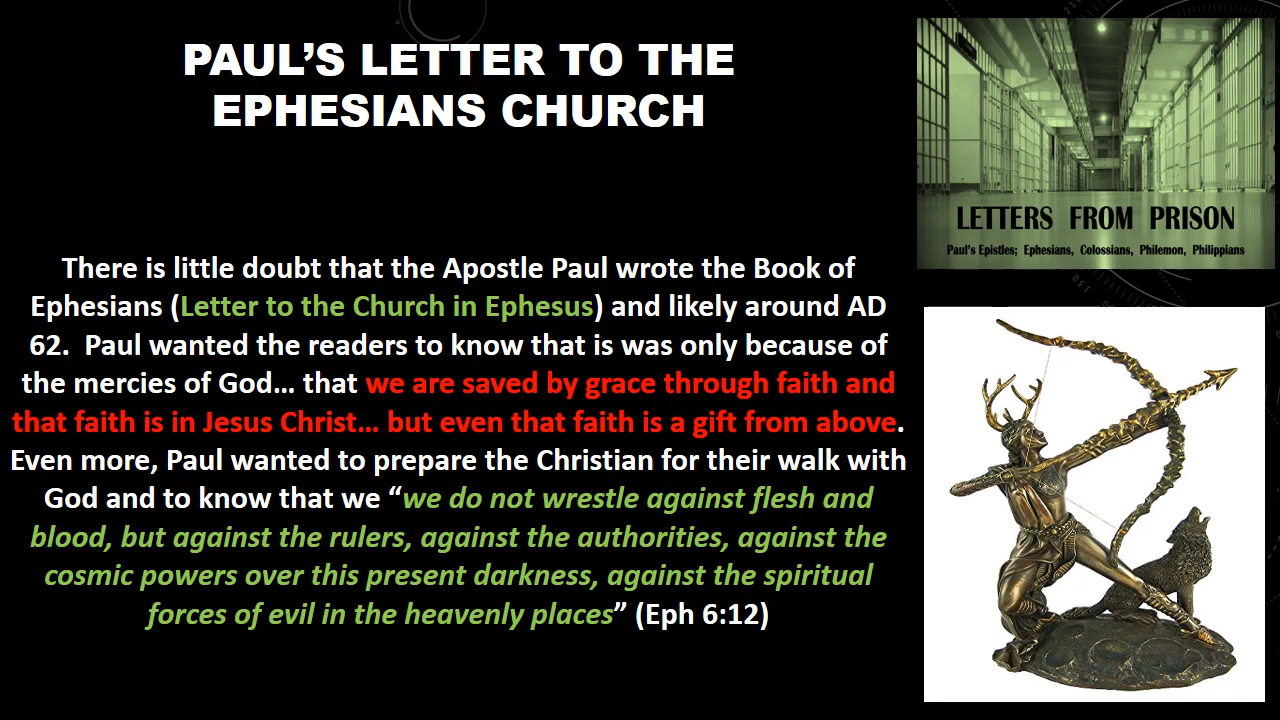 PAUL’S LETTER TO THE
EPHESIANS CHURCH
There is little doubt that the Apostle Paul wrote the Book of
Ephesians (Letter to the Church in Ephesus) and likely around AD
62.  Paul wanted the readers to know that is was only because of
the mercies of God… that we are saved by grace through faith and
that faith is in Jesus Christ… but even that faith is a gift from above.
Even more, Paul wanted to prepare the Christian for their walk with
God and to know that we “we do not wrestle against flesh and
blood, but against the rulers, against the authorities, against the
cosmic powers over this present darkness, against the spiritual
forces of evil in the heavenly places” (Eph 6:12)
LETTERS FROM PRISON
Paul’s Epistles; Ephesians, Colossians, Philemon, Philippians